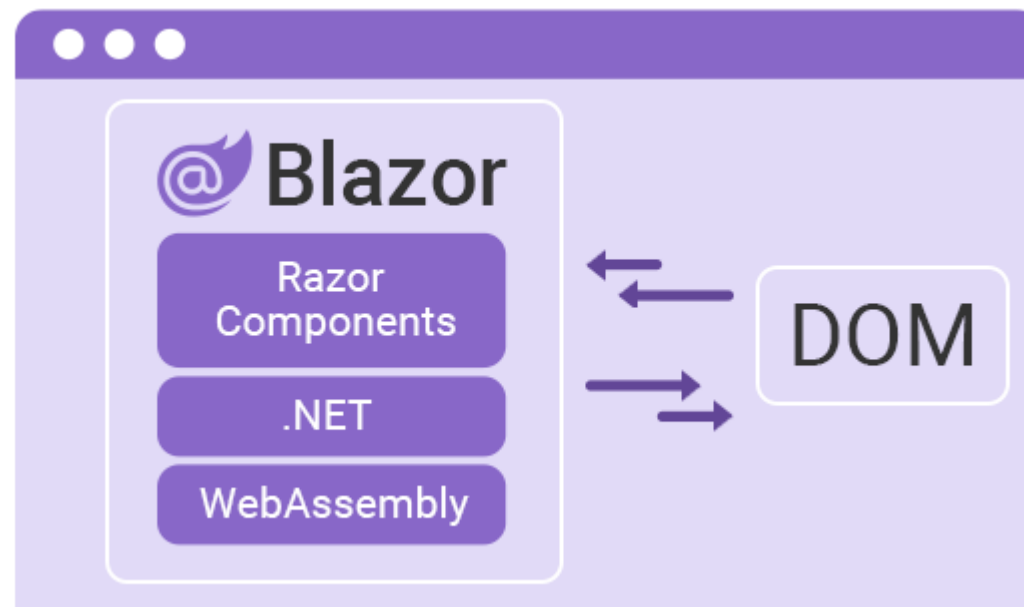 @ Blazor
Razor
Components
.NET
WebAssembly
DOM